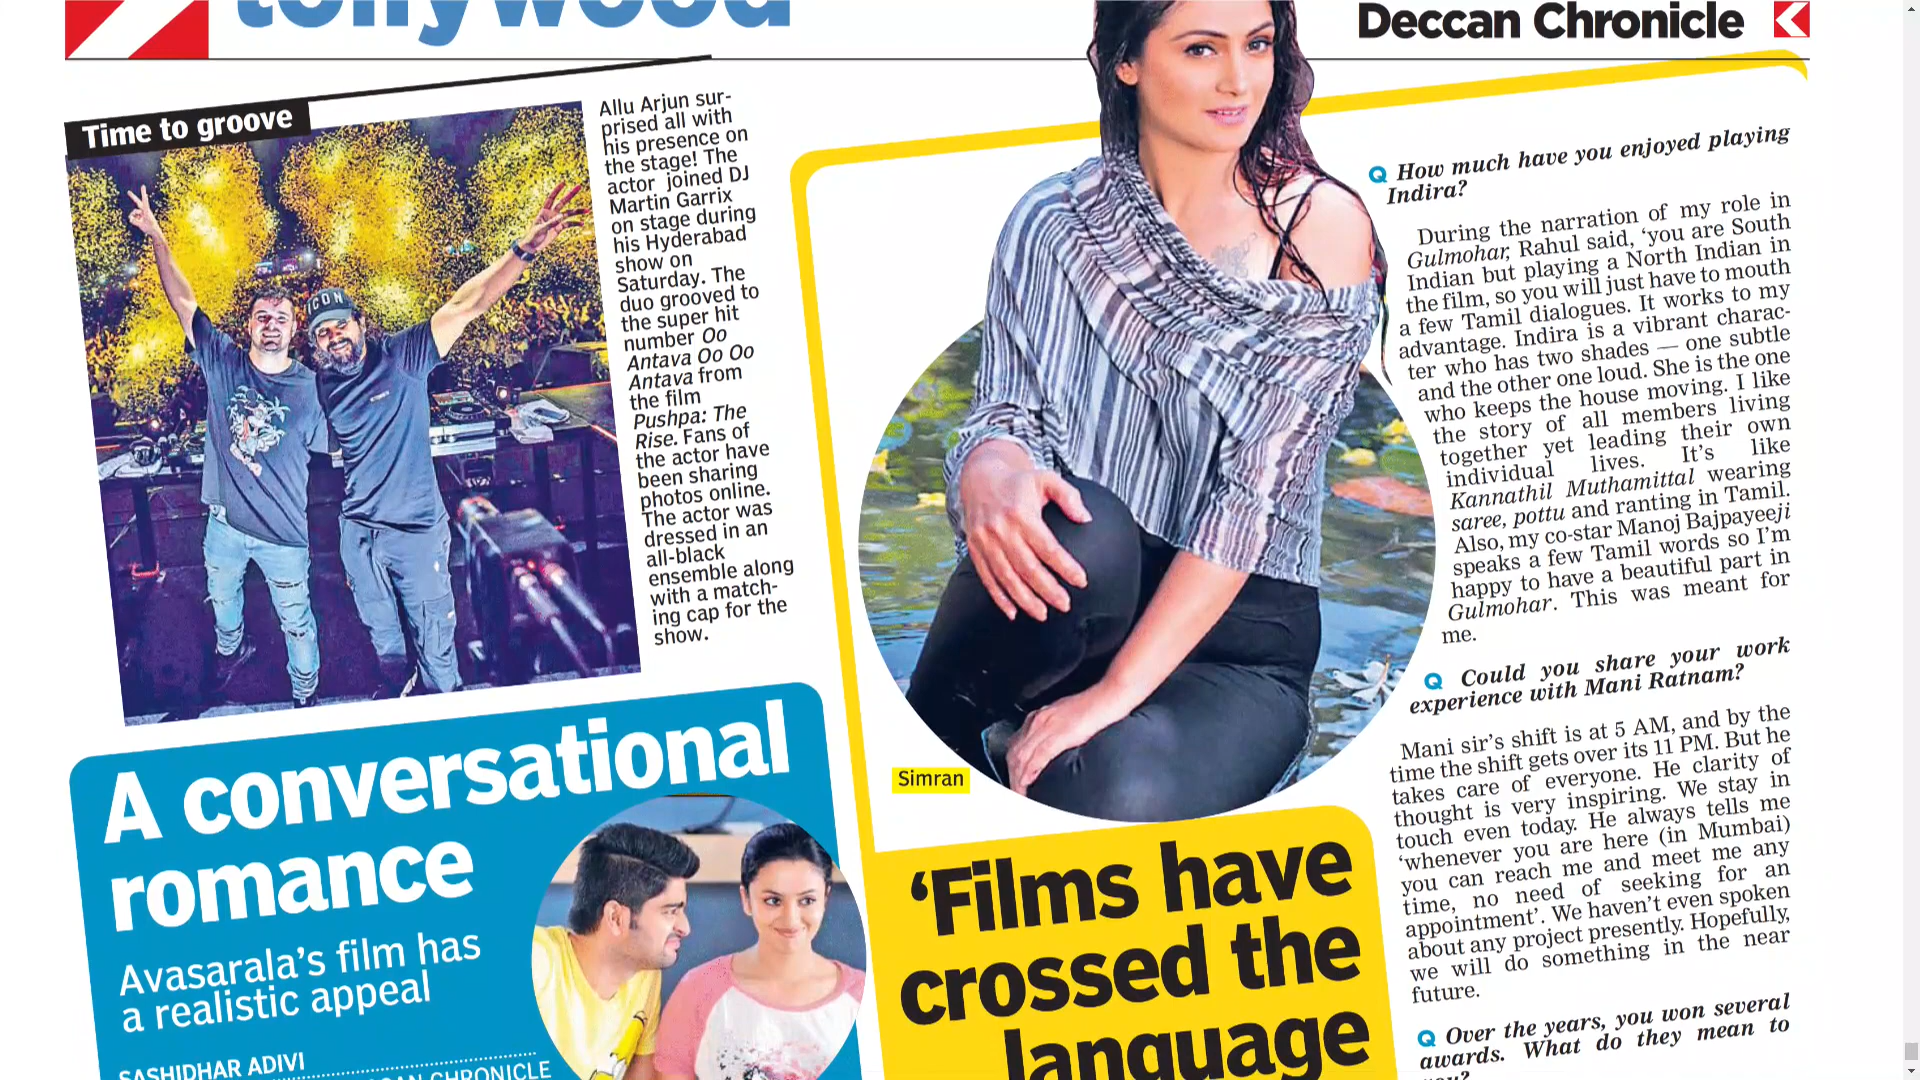 tollywood
Deccan Chronicle
Time to groove
ICON
Allu Arjun sur-
prised all with
his presence on
the stage! The
actor joined DJ
Martin Garrix
on stage during
his Hyderabad
show on
Saturday. The
duo grooved to
the super hit
number Oo
Antava Oo Oo
Antava from
the film
Pushpa: The
Rise. Fans of
the actor have
been sharing
photos online.
The actor was
dressed in an
all-black
ensemble along
with a match-
ing cap for the
show.
A conversational
romance
Avasarala’s film has
a realistic appeal
SASHIDHAR ADIVI
CHRONICLE
Simran
‘Films have
crossed the
language
Q How much have you enjoyed playing
Indira?
During the narration of my role in
Gulmohar, Rahul said, ‘you are South
Indian but playing a North Indian in
the film, so you will just have to mouth
a few Tamil dialogues. It works to my
advantage. Indira is a vibrant charac-
ter who has two shades — one subtle
and the other one loud. She is the one
who keeps the house moving. I like
the story of all members living
together yet leading their own
individual lives. It’s like
Kannathil Muthamittal wearing
saree, pottu and ranting in Tamil.
Also, my co-star Manoj Bajpayeeji
speaks a few Tamil words so I’m
happy to have a beautiful part in
Gulmohar. This was meant for
me.
Q Could you share your work
experience with Mani Ratnam?
Mani sir’s shift is at 5 AM, and by the
time the shift gets over its 11 PM. But he
takes care of everyone. He clarity of
thought is very inspiring. We stay in
touch even today. He always tells me
‘whenever you are here (in Mumbai)
you can reach me and meet me any
time, no need of seeking for an
appointment’. We haven’t even spoken
about any project presently. Hopefully,
we will do something in the near
future.
Q Over the years, you won several
awards. What do they mean to
you?